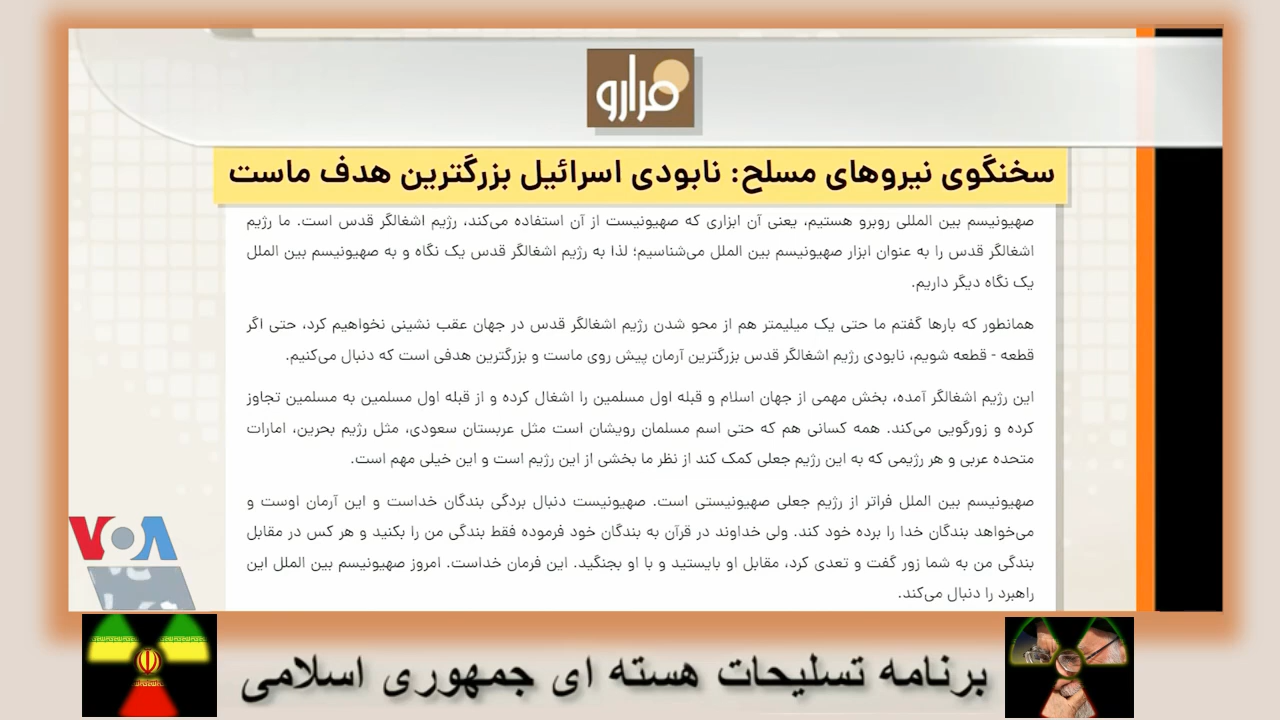 فرارو
سخنگوی نیروهای مسلح: نابودی اسرائیل بزرگترین هدف ماست
صهیونیسم بین المللی روبرو هستیم، یعنی آن ابزاری که صهیونیست از آن استفاده می‌کند، رژیم اشغالگر قدس است. ما رژیم
اشغالگر قدس را به عنوان ابزار صهیونیسم بین الملل می‌شناسیم؛ لذا به رژیم اشغالگر قدس یک نگاه و به صهیونیسم بین الملل
یک نگاه دیگر داریم.
همانطور که بارها گفتم ما حتی یک میلیمتر هم از محو شدن رژیم اشغالگر قدس در جهان عقب نشینی نخواهیم کرد، حتی اگر
قطعه - قطعه شویم، نابودی رژیم اشغالگر قدس بزرگترین آرمان پیش روی ماست و بزرگترین هدفی است که دنبال می‌کنیم.
این رژیم اشغالگر آمده، بخش مهمی از جهان اسلام و قبله اول مسلمین را اشغال کرده و از قبله اول مسلمین به مسلمین تجاوز
کرده و زورگویی می‌کند. همه کسانی هم که حتی اسم مسلمان رویشان است مثل عربستان سعودی، مثل رژیم بحرین، امارات
متحده عربی و هر رژیمی که به این رژیم جعلی کمک کند از نظر ما بخشی از این رژیم است و این خیلی مهم است.
صهیونیسم بین الملل فراتر از رژیم جعلی صهیونیستی است. صهیونیست دنبال بردگی بندگان خداست و این آرمان اوست و
می‌خواهد بندگان خدا را برده خود کند. ولی خداوند در قرآن به بندگان خود فرموده فقط بندگی من را بکنید و هر کس در مقابل
بندگی من به شما زور گفت و تعدی کرد، مقابل او بایستید و با او بجنگید. این فرمان خداست. امروز صهیونیسم بین الملل این
راهبرد را دنبال می‌کند.
VOA
برنامه تسلیحات هسته ای جمهوری اسلامی